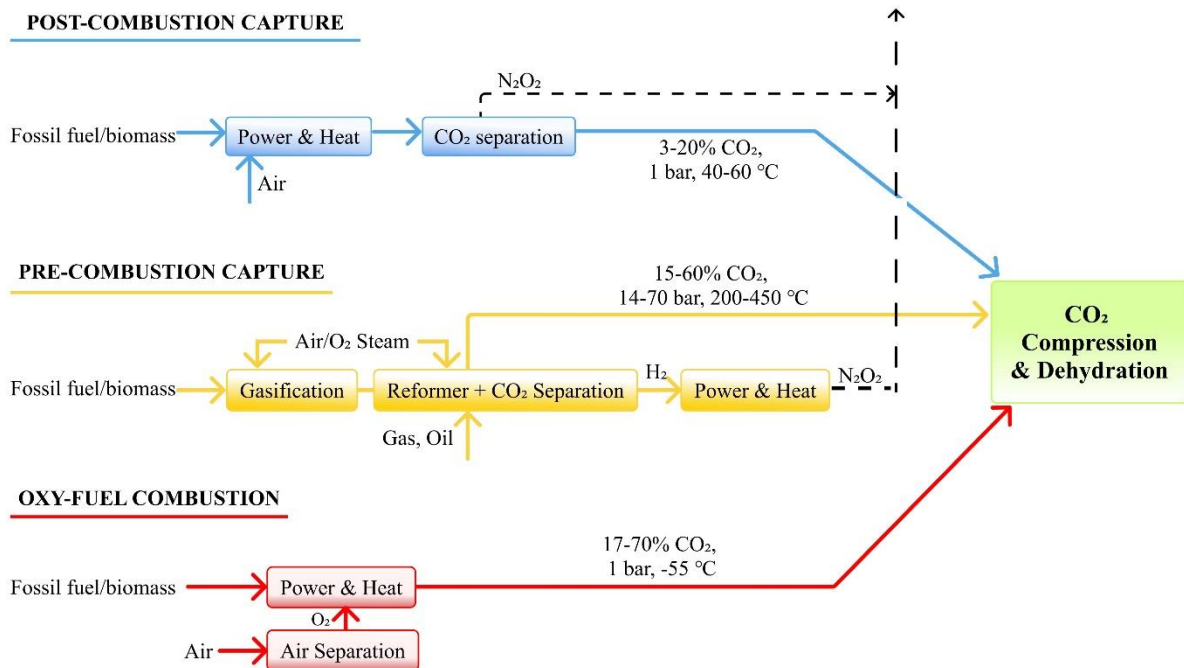 POST-COMBUSTION CAPTURE
N₂O₂
Fossil fuel/biomass
Power & Heat
CO₂ separation
3-20% CO₂,
1 bar, 40-60 °C
Air
PRE-COMBUSTION CAPTURE
15-60% CO₂,
14-70 bar, 200-450 °C
CO₂
Compression
& Dehydration
Air/O₂ Steam
Fossil fuel/biomass
Gasification
Reformer + CO₂ Separation
H₂
Power & Heat
N₂O₂
Gas, Oil
OXY-FUEL COMBUSTION
17-70% CO₂,
1 bar, -55 °C
Fossil fuel/biomass
Power & Heat
O₂
Air
Air Separation